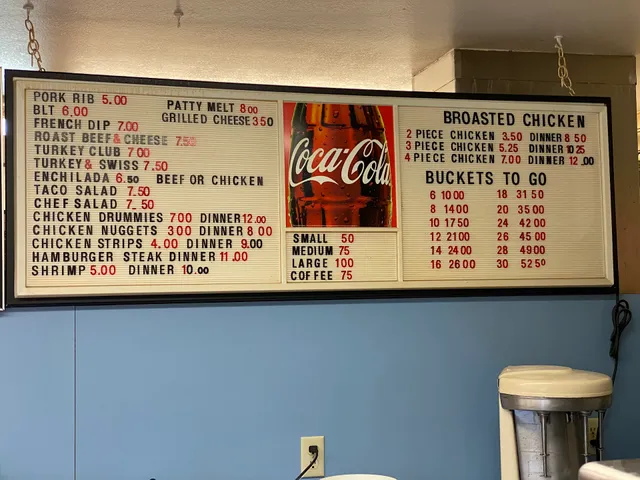 PORK RIB 5.00
BLT 6.00
FRENCH DIP 7.00
ROAST BEEF & CHEESE 7.50
TURKEY CLUB 7 00
TURKEY & SWISS 7.50
ENCHILADA 6.50 BEEF OR CHICKEN
TACO SALAD 7.50
CHEF SALAD 7.50
CHICKEN DRUMMIES 7 00 DINNER 12.00
CHICKEN NUGGETS 3 00 DINNER 8 00
CHICKEN STRIPS 4.00 DINNER 9.00
HAMBURGER STEAK DINNER 11.00
SHRIMP 5.00 DINNER 10.00
PATTY MELT 8 00
GRILLED CHEESE 3 50
Coca-Cola
SMALL 50
MEDIUM 75
LARGE 100
COFFEE 75
BROASTED CHICKEN
2 PIECE CHICKEN 3.50 DINNER 8 50
3 PIECE CHICKEN 5.25 DINNER 10 25
4 PIECE CHICKEN 7.00 DINNER 12.00
BUCKETS TO GO
6 10 00 18 31 50
8 14 00 20 35 00
10 17 50 24 42 00
12 21 00 26 45 00
14 24 00 28 49 00
16 26 00 30 52 50